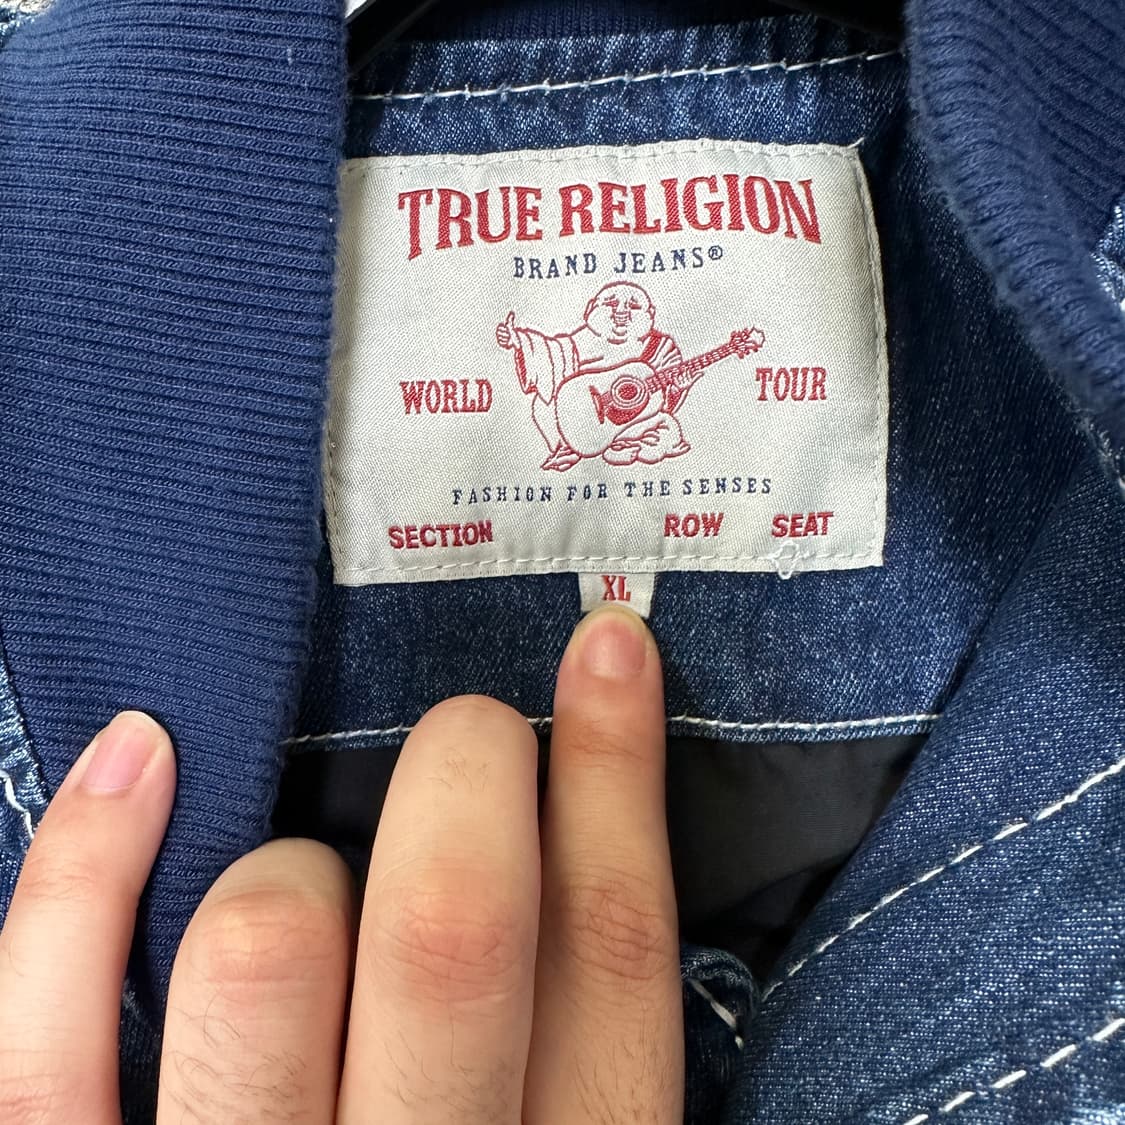 TRUE RELIGION
BRAND JEANS®
WORLD TOUR
FASHION FOR THE SENSES
SECTION ROW SEAT
XL